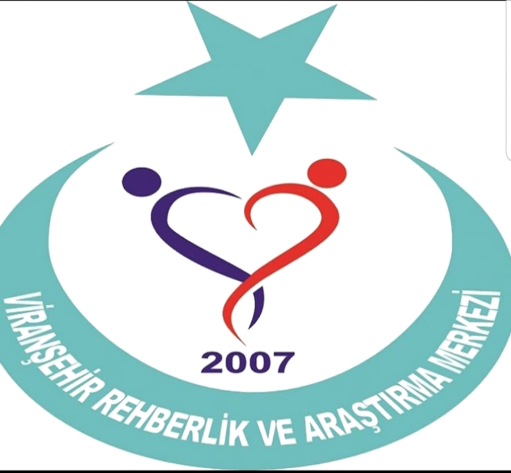 2007
VİRANŞEHİR REHBERLİK VE ARAŞTIRMA MERKEZİ